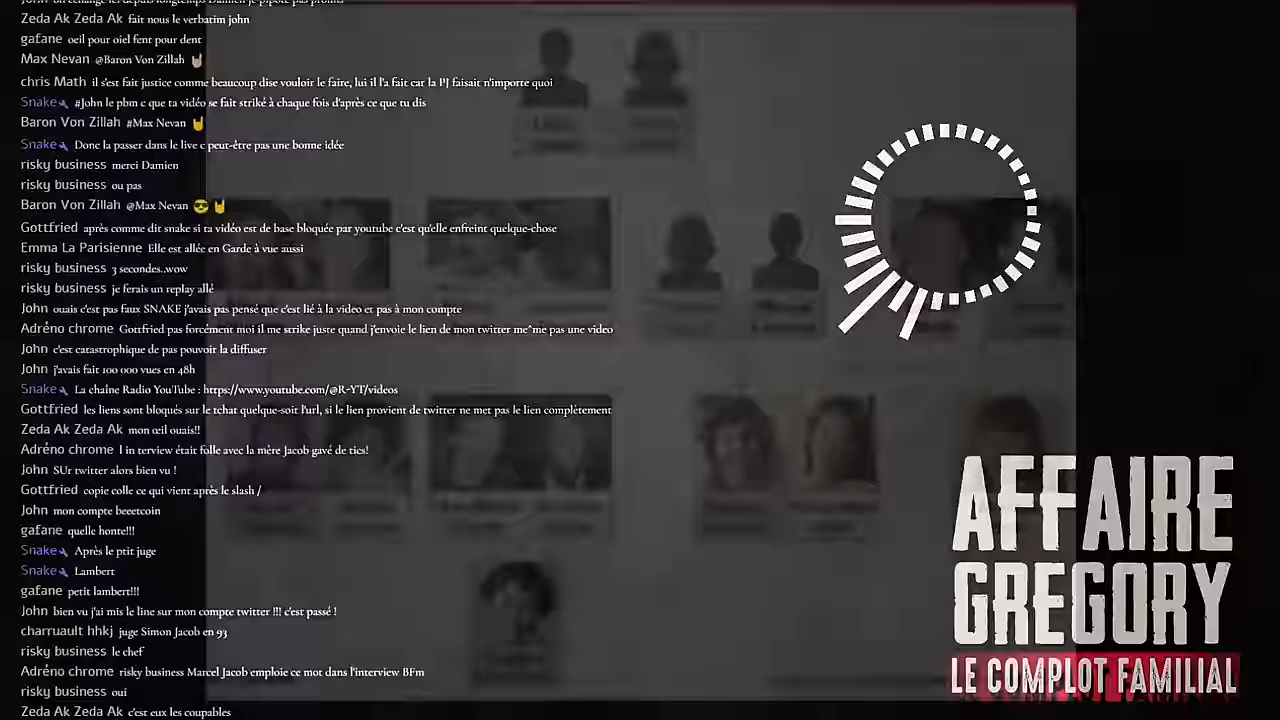 Zeda Ak Zeda Ak fait nous le verbatim john
gafane oeil pour oiel fent pour dent
Max Nevan @Baron Von Zillah 🤘🏻
chris Math il s'est fait justice comme beaucoup dise vouloir le faire, lui il l'a fait car la PJ faisait n'importe quoi
Snake #John le pbm c que ta vidéo se fait striké à chaque fois d'après ce que tu dis
Baron Von Zillah #Max Nevan 🤘
Snake Donc la passer dans le live c peut-être pas une bonne idée
risky business merci Damien
risky business ou pas
Baron Von Zillah @Max Nevan 😎🤘
Gottfried après comme dit snake si ta vidéo est de base bloquée par youtube c'est qu'elle enfreint quelque-chose
Emma La Parisienne Elle est allée en Garde à vue aussi
risky business 3 secondes..wow
risky business je ferais un replay allé
John ouais c'est pas faux SNAKE j'avais pas pensé que c'est lié à la video et pas à mon compte
Adréno chrome Gottfried pas forcément moi il me strike juste quand j'envoie le lien de mon twitter me^me pas une video
John c'est catastrophique de pas pouvoir la diffuser
John j'avais fait 100 000 vues en 48h
Snake La chaîne Radio YouTube : https://www.youtube.com/@R-YT/videos
Gottfried les liens sont bloqués sur le tchat quelque-soit l'url, si le lien provient de twitter ne met pas le lien complètement
Zeda Ak Zeda Ak mon œil ouais!!
Adréno chrome l in terview était folle avec la mère Jacob gavé de tics!
John SUr twitter alors bien vu !
Gottfried copie colle ce qui vient après le slash /
John mon compte beeetcoin
gafane quelle honte!!!
Snake Après le ptit juge
Snake Lambert
gafane petit lambert!!!
John bien vu j'ai mis le line sur mon compte twitter !!! c'est passé !
charruault hhkj juge Simon Jacob en 93
risky business le chef
Adréno chrome risky business Marcel Jacob emploie ce mot dans l'interview BFm
risky business oui
Zeda Ak Zeda Ak c'est eux les coupables
AFFAIRE
GREGORY
LE COMPLOT FAMILIAL